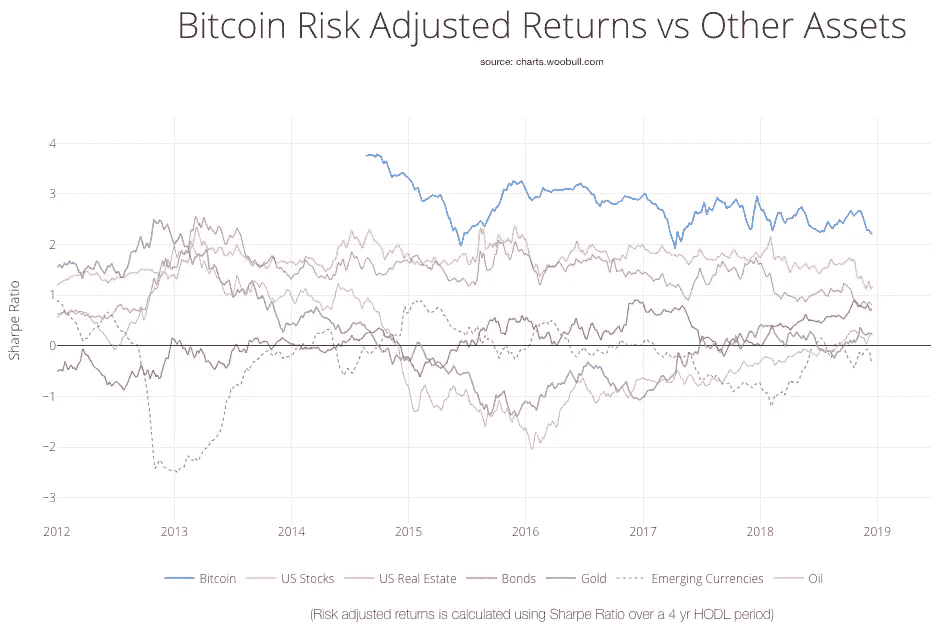 Bitcoin Risk Adjusted Returns vs Other Assets
source: charts.woobull.com
Sharpe Ratio
4
3
2
1
0
−1
−2
−3
2012 2013 2014 2015 2016 2017 2018 2019
Bitcoin US Stocks US Real Estate Bonds Gold Emerging Currencies Oil
(Risk adjusted returns is calculated using Sharpe Ratio over a 4 yr HODL period)